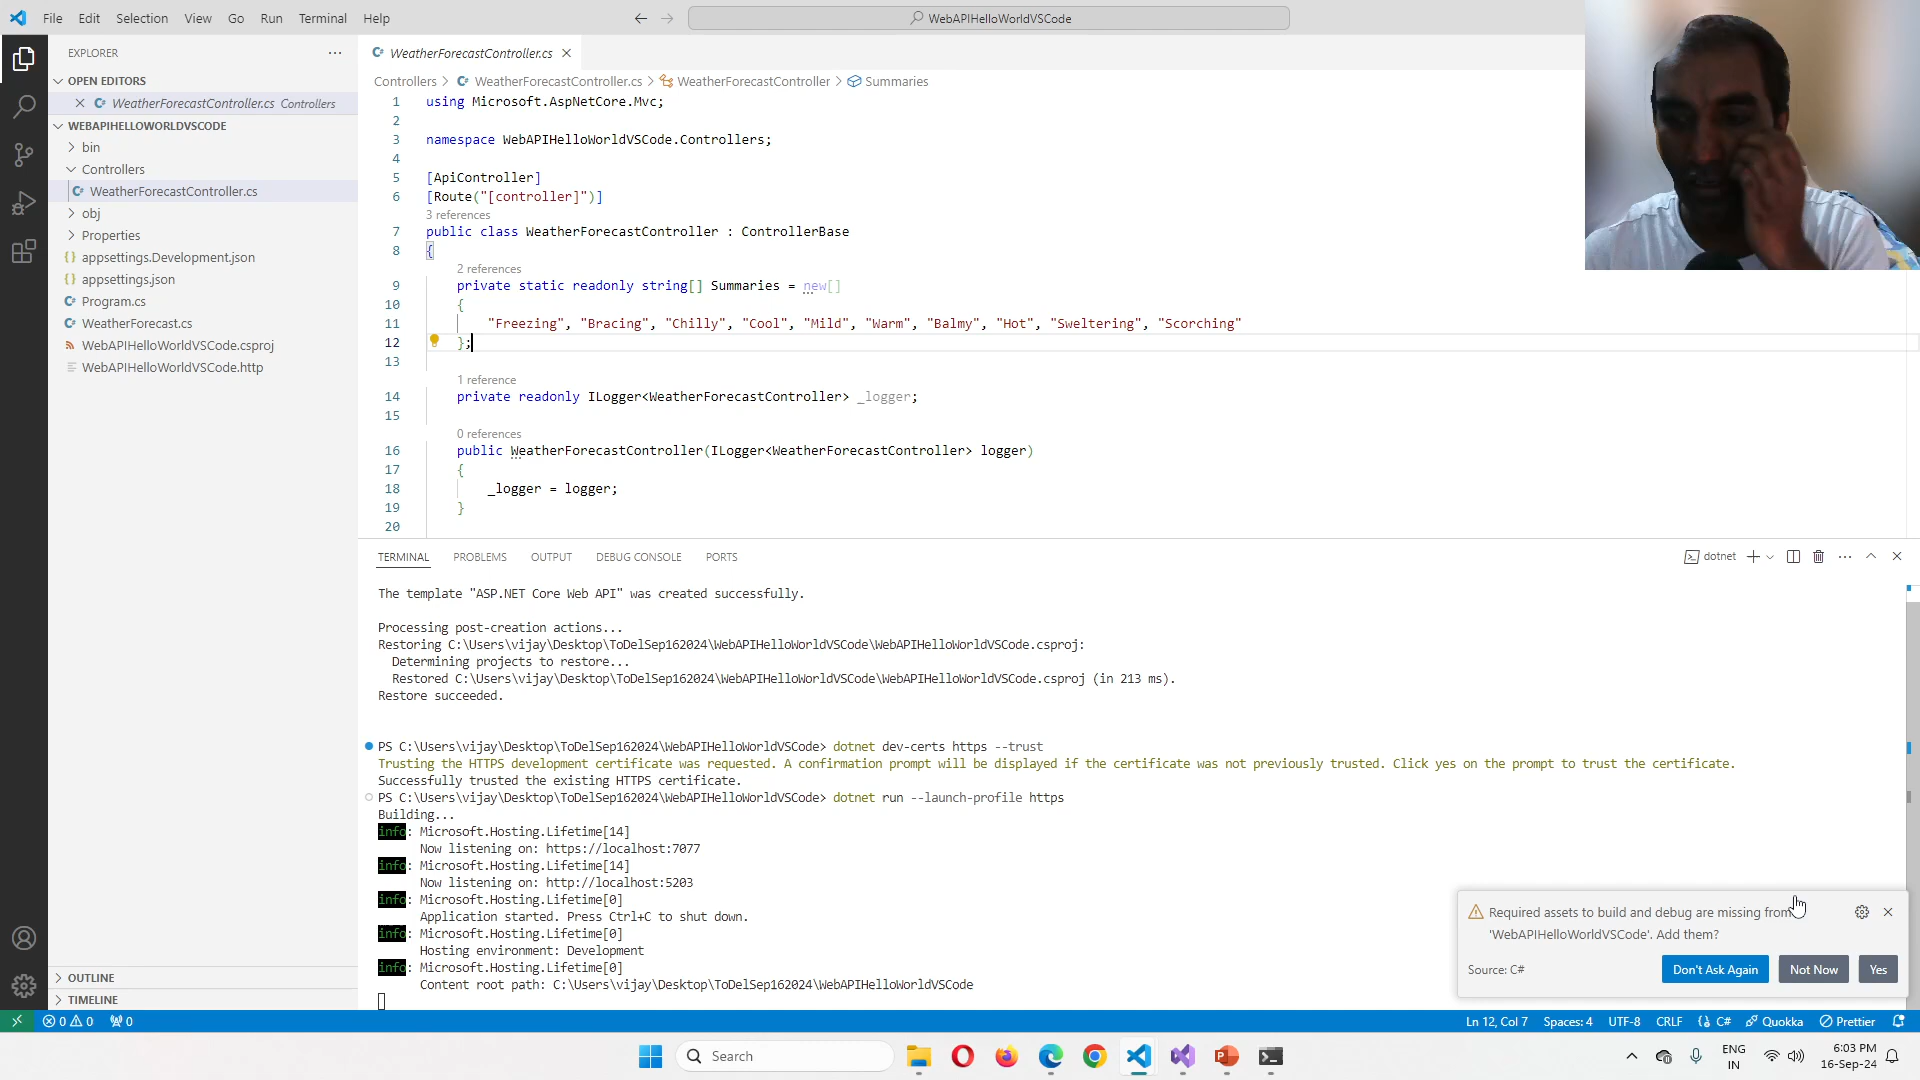 File Edit Selection View Go Run Terminal Help
WebAPIHelloWorldVSCode
EXPLORER
OPEN EDITORS
WeatherForecastController.cs Controllers
WEBAPIHELLOWORLDVSCODE
bin
Controllers
WeatherForecastController.cs
obj
Properties
appsettings.Development.json
appsettings.json
Program.cs
WeatherForecast.cs
WebAPIHelloWorldVSCode.csproj
WebAPIHelloWorldVSCode.http
OUTLINE
TIMELINE
WeatherForecastController.cs
Controllers > WeatherForecastController.cs > WeatherForecastController > Summaries
1 using Microsoft.AspNetCore.Mvc;
2
3 namespace WebAPIHelloWorldVSCode.Controllers;
4
5 [ApiController]
6 [Route("[controller]")]
3 references
7 public class WeatherForecastController : ControllerBase
8 {
2 references
9 private static readonly string[] Summaries = new[]
10 {
11 "Freezing", "Bracing", "Chilly", "Cool", "Mild", "Warm", "Balmy", "Hot", "Sweltering", "Scorching"
12 };
13
1 reference
14 private readonly ILogger<WeatherForecastController> _logger;
15
0 references
16 public WeatherForecastController(ILogger<WeatherForecastController> logger)
17 {
18 _logger = logger;
19 }
20
TERMINAL PROBLEMS OUTPUT DEBUG CONSOLE PORTS
dotnet
The template "ASP.NET Core Web API" was created successfully.
Processing post-creation actions...
Restoring C:\Users\vijay\Desktop\ToDelSep162024\WebAPIHelloWorldVSCode\WebAPIHelloWorldVSCode.csproj:
Determining projects to restore...
Restored C:\Users\vijay\Desktop\ToDelSep162024\WebAPIHelloWorldVSCode\WebAPIHelloWorldVSCode.csproj (in 213 ms).
Restore succeeded.
PS C:\Users\vijay\Desktop\ToDelSep162024\WebAPIHelloWorldVSCode> dotnet dev-certs https --trust
Trusting the HTTPS development certificate was requested. A confirmation prompt will be displayed if the certificate was not previously trusted. Click yes on the prompt to trust the certificate.
Successfully trusted the existing HTTPS certificate.
PS C:\Users\vijay\Desktop\ToDelSep162024\WebAPIHelloWorldVSCode> dotnet run --launch-profile https
Building...
info: Microsoft.Hosting.Lifetime[14]
Now listening on: https://localhost:7077
info: Microsoft.Hosting.Lifetime[14]
Now listening on: http://localhost:5203
info: Microsoft.Hosting.Lifetime[0]
Application started. Press Ctrl+C to shut down.
info: Microsoft.Hosting.Lifetime[0]
Hosting environment: Development
info: Microsoft.Hosting.Lifetime[0]
Content root path: C:\Users\vijay\Desktop\ToDelSep162024\WebAPIHelloWorldVSCode
Required assets to build and debug are missing from
'WebAPIHelloWorldVSCode'. Add them?
Source: C#
Don't Ask Again
Not Now
Yes
0 0 0
Ln 12, Col 7 Spaces: 4 UTF-8 CRLF {} C# Quokka Prettier
Search
ENG
IN
6:03 PM
16-Sep-24